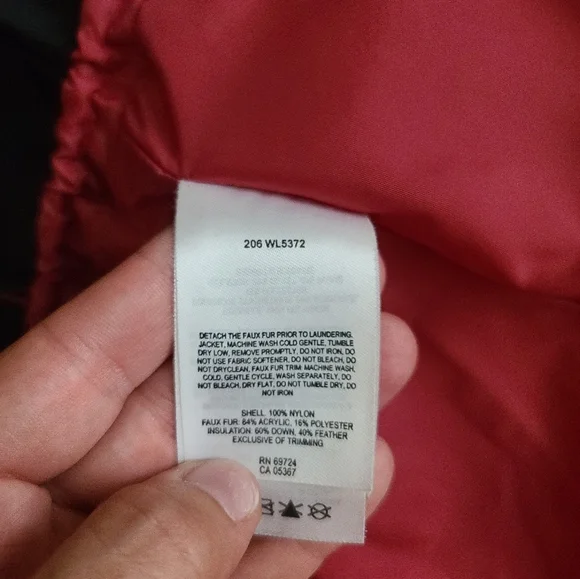 206 WL5372
DETACH THE FAUX FUR PRIOR TO LAUNDERING.
JACKET, MACHINE WASH COLD GENTLE, TUMBLE
DRY LOW, REMOVE PROMPTLY, DO NOT IRON, DO
NOT USE FABRIC SOFTENER, DO NOT BLEACH, DO
NOT DRYCLEAN, FAUX FUR TRIM: MACHINE WASH,
COLD, GENTLE CYCLE, WASH SEPARATELY, DO
NOT BLEACH, DRY FLAT, DO NOT TUMBLE DRY, DO
NOT IRON
SHELL: 100% NYLON
FAUX FUR: 84% ACRYLIC, 16% POLYESTER
INSULATION: 60% DOWN, 40% FEATHER
EXCLUSIVE OF TRIMMING
RN 69724
CA 05367